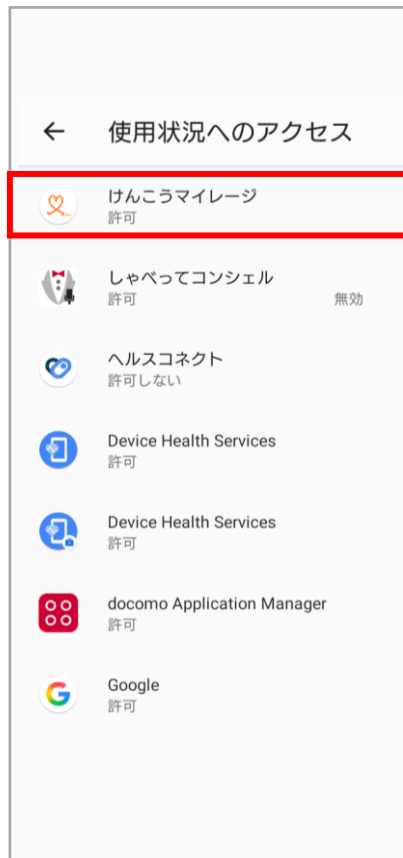 使用状況へのアクセス
けんこうマイレージ
許可
しゃべってコンシェル
許可 無効
ヘルスコネクト
許可しない
Device Health Services
許可
Device Health Services
許可
docomo Application Manager
許可
Google
許可